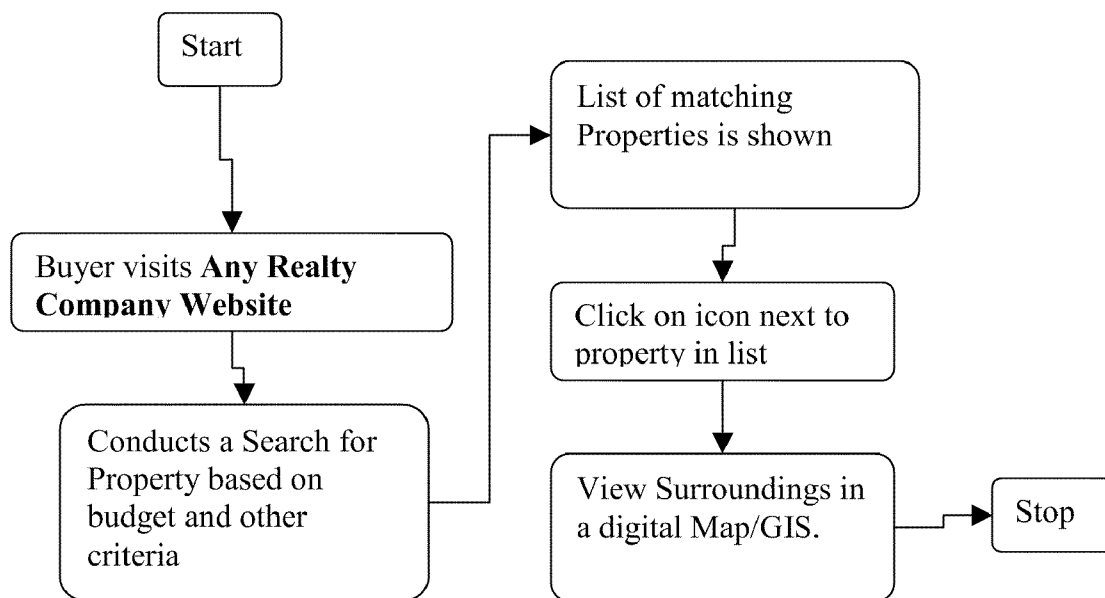 Start
Buyer visits Any Realty
Company Website
Conducts a Search for
Property based on
budget and other
criteria
List of matching
Properties is shown
Click on icon next to
property in list
View Surroundings in
a digital Map/GIS.
Stop